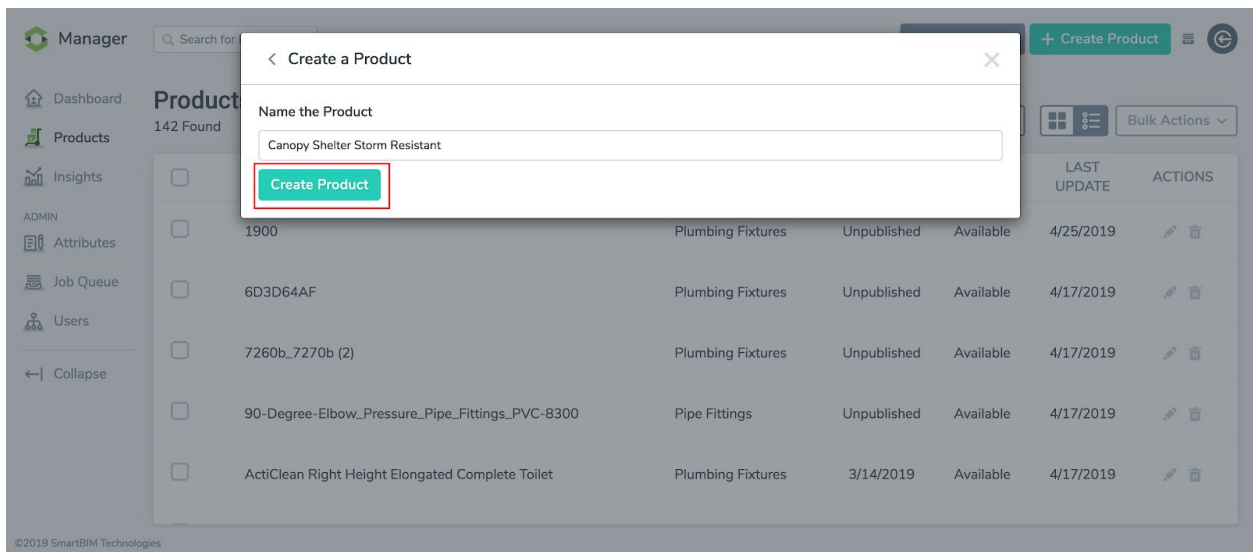 Manager
Search for
+ Create Product
< Create a Product
×
Name the Product
Canopy Shelter Storm Resistant
Create Product
Dashboard
Products
Insights
ADMIN
Attributes
Job Queue
Users
Collapse
Product
142 Found
Bulk Actions
LAST
UPDATE
ACTIONS
1900 Plumbing Fixtures Unpublished Available 4/25/2019
6D3D64AF Plumbing Fixtures Unpublished Available 4/17/2019
7260b_7270b (2) Plumbing Fixtures Unpublished Available 4/17/2019
90-Degree-Elbow_Pressure_Pipe_Fittings_PVC-8300 Pipe Fittings Unpublished Available 4/17/2019
ActiClean Right Height Elongated Complete Toilet Plumbing Fixtures 3/14/2019 Available 4/17/2019
©2019 SmartBIM Technologies